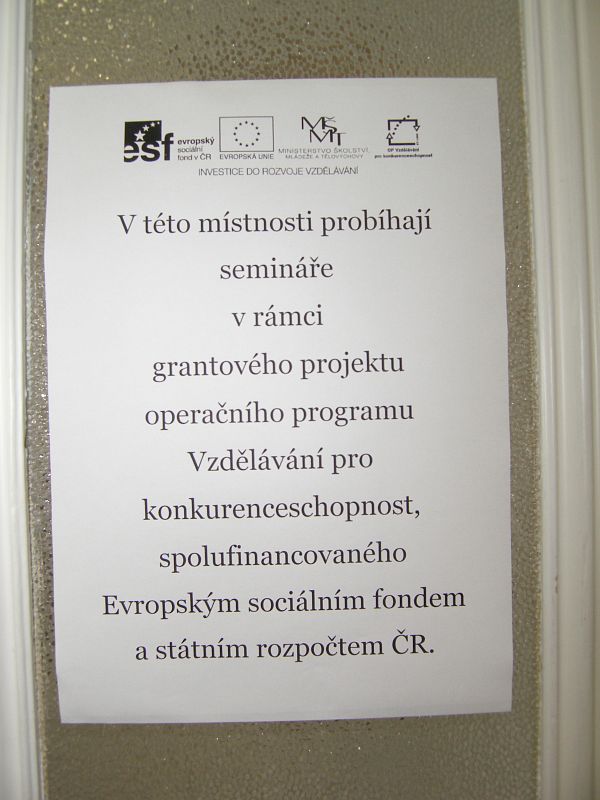 esf evropský sociální fond v ČR
EVROPSKÁ UNIE
MŠMT
MINISTERSTVO ŠKOLSTVÍ,
MLÁDEŽE A TĚLOVÝCHOVY
OP Vzdělávání
pro konkurenceschopnost
INVESTICE DO ROZVOJE VZDĚLÁVÁNÍ
V této místnosti probíhají
semináře
v rámci
grantového projektu
operačního programu
Vzdělávání pro
konkurenceschopnost,
spolufinancovaného
Evropským sociálním fondem
a státním rozpočtem ČR.